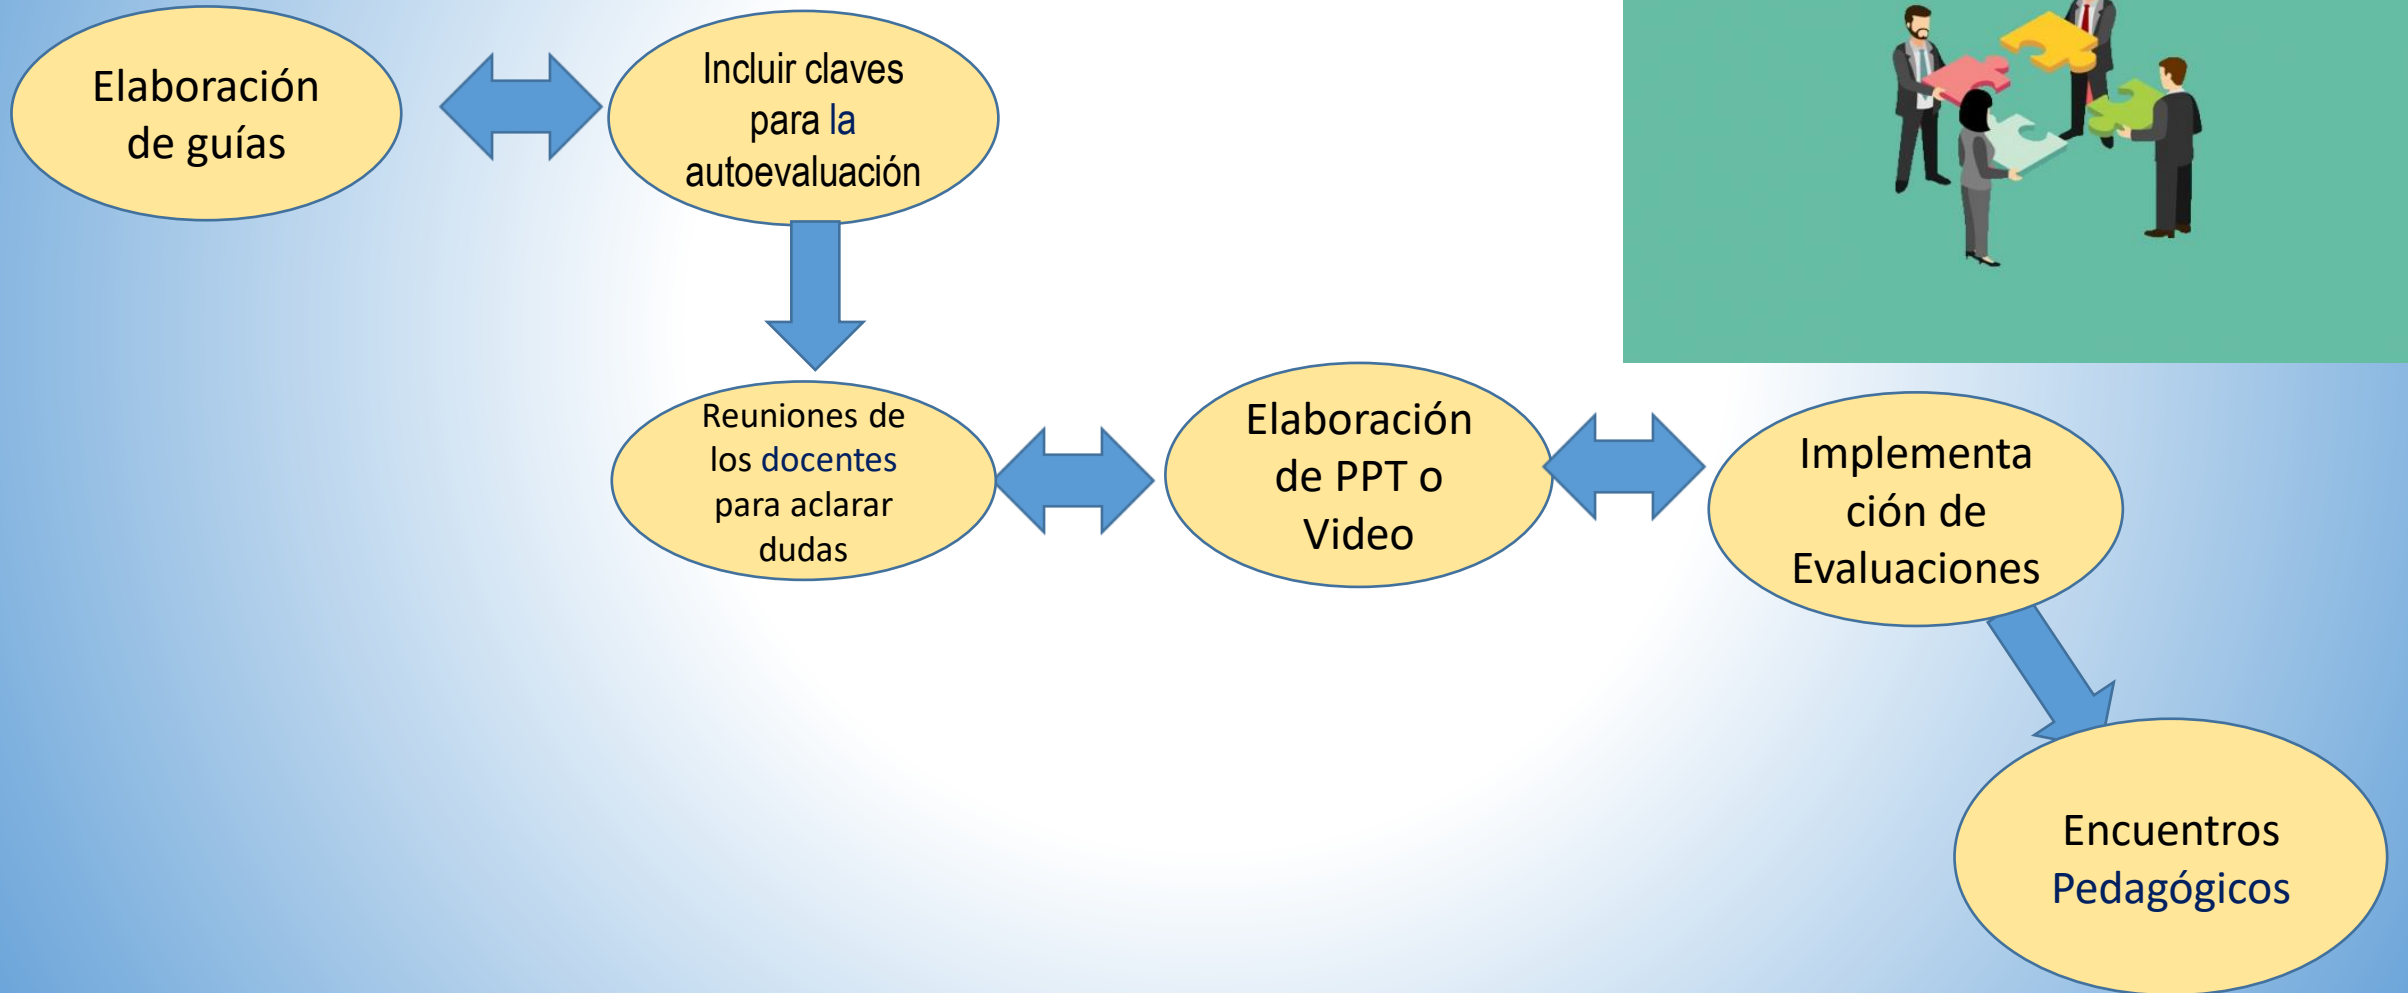 Elaboración
de guías
Incluir claves
para la
autoevaluación
Reuniones de
los docentes
para aclarar
dudas
Elaboración
de PPT o
Video
Implementa
ción de
Evaluaciones
Encuentros
Pedagógicos